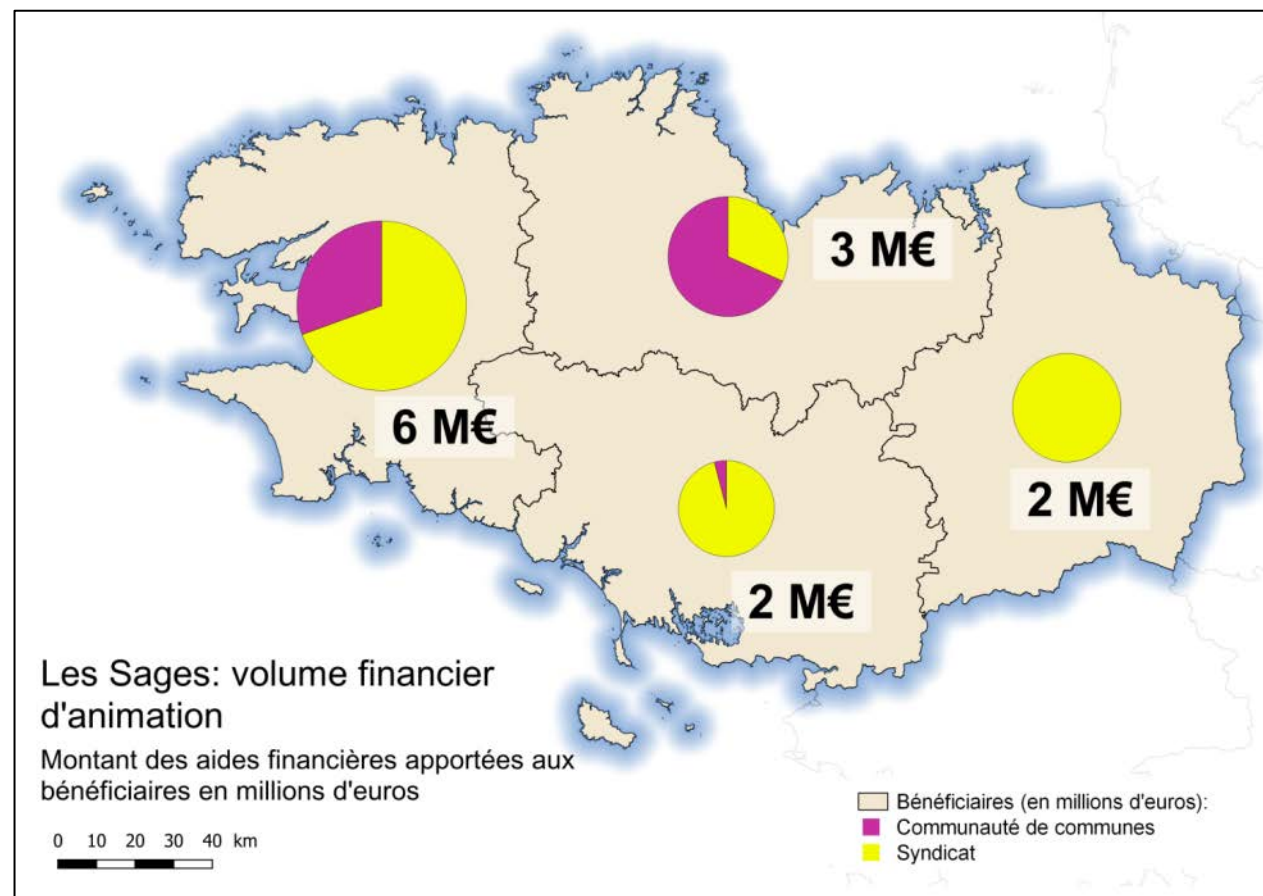 3 M€
6 M€
2 M€
2 M€
Les Sages: volume financier
d'animation
Montant des aides financières apportées aux
bénéficiaires en millions d'euros
0 10 20 30 40 km
Bénéficiaires (en millions d'euros):
Communauté de communes
Syndicat